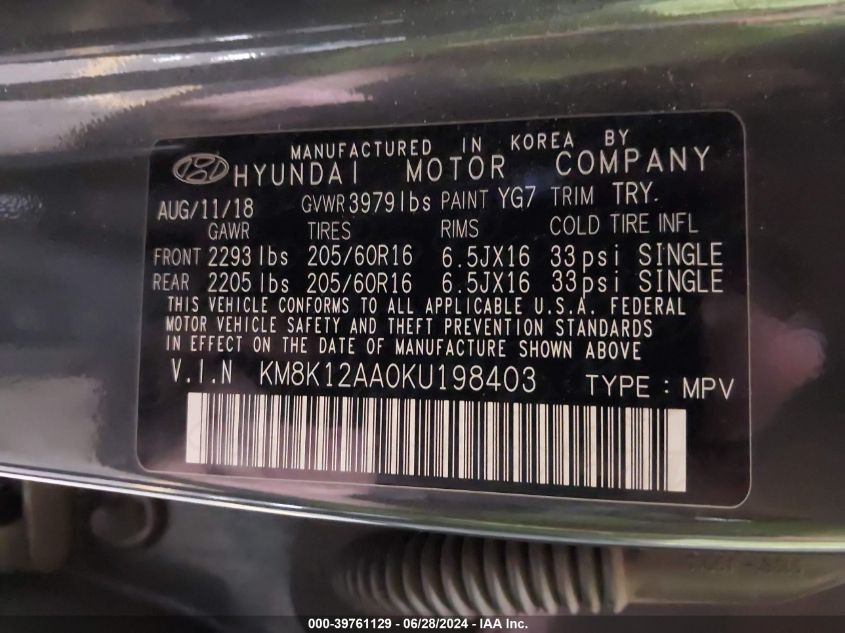 MANUFACTURED IN KOREA BY
HYUNDAI MOTOR COMPANY
AUG/11/18 GVWR 3979lbs PAINT YG7 TRIM TRY.
GAWR TIRES RIMS COLD TIRE INFL
FRONT 2293 lbs 205/60R16 6.5JX16 33psi SINGLE
REAR 2205 lbs 205/60R16 6.5JX16 33psi SINGLE
THIS VEHICLE CONFORMS TO ALL APPLICABLE U.S.A. FEDERAL
MOTOR VEHICLE SAFETY AND THEFT PREVENTION STANDARDS
IN EFFECT ON THE DATE OF MANUFACTURE SHOWN ABOVE
V.I.N KM8K12AA0KU198403 TYPE : MPV
000-39761129 - 06/28/2024 - IAA Inc.